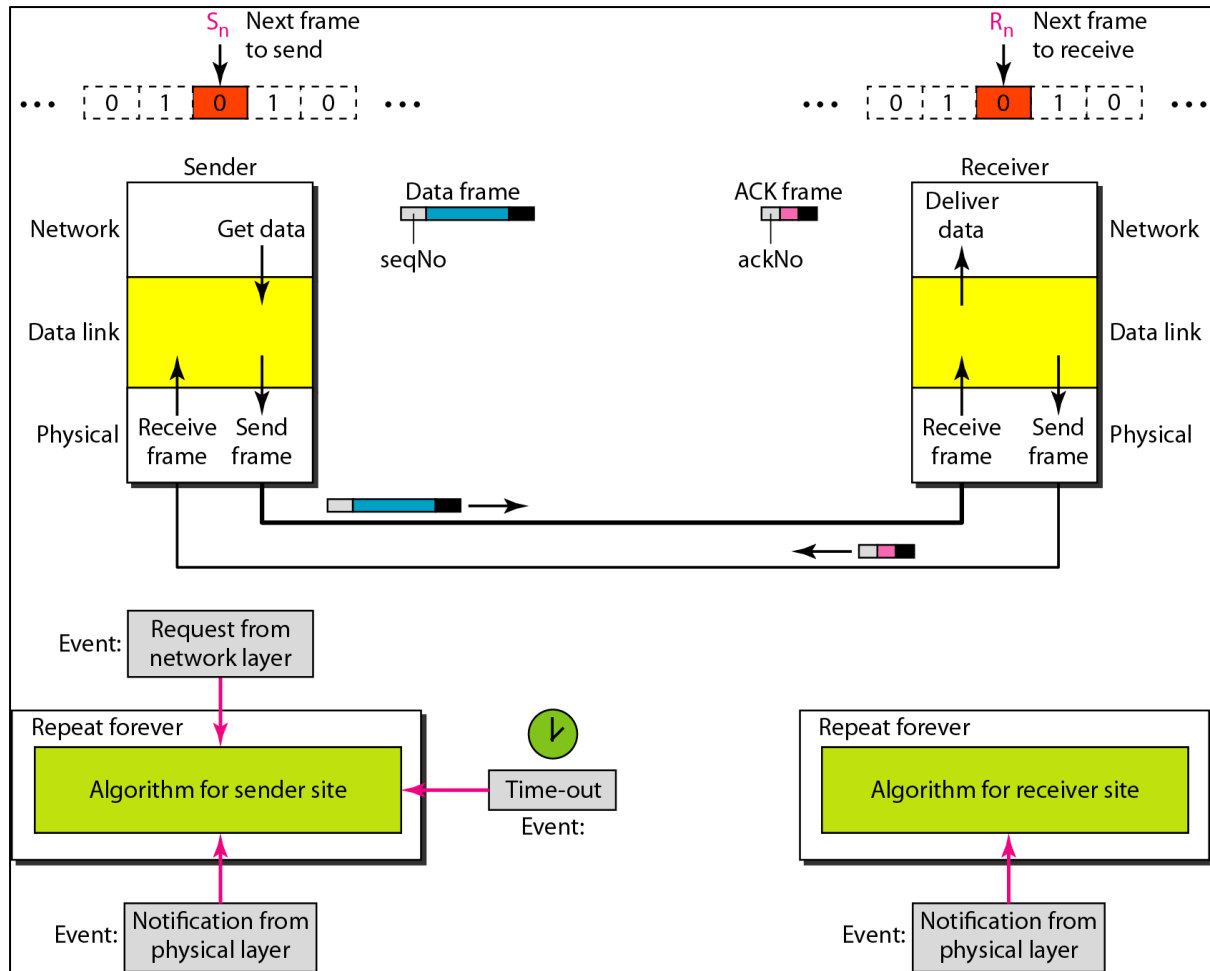 Sn Next frame to send
Rn Next frame to receive
••• 0 1 0 1 0 •••
••• 0 1 0 1 0 •••
Sender
Receiver
Data frame
ACK frame
seqNo
ackNo
Network
Get data
Deliver
data
Network
Data link
Data link
Physical
Receive
frame
Send
frame
Receive
frame
Send
frame
Physical
Event:
Request from
network layer
Repeat forever
Algorithm for sender site
Time-out
Event:
Repeat forever
Algorithm for receiver site
Event:
Notification from
physical layer
Event:
Notification from
physical layer